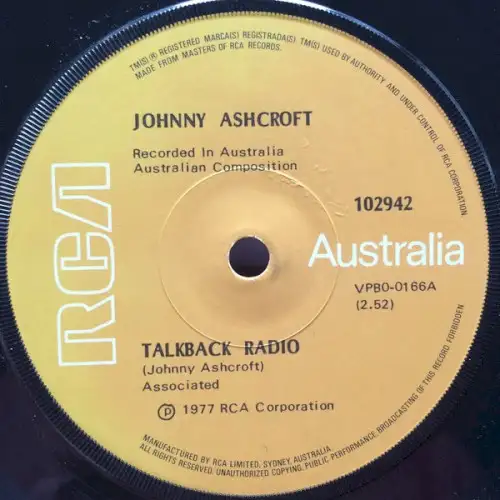 TM(S) ® REGISTERED MARCA(S) REGISTRADA(S) TM(S) USED BY AUTHORITY AND UNDER CONTROL OF RCA CORPORATION
MADE FROM MASTERS OF RCA RECORDS.
JOHNNY ASHCROFT
Recorded In Australia
Australian Composition
RCA
102942
Australia
VPBO-0166A
(2.52)
TALKBACK RADIO
(Johnny Ashcroft)
Associated
Ⓟ 1977 RCA Corporation
MANUFACTURED BY RCA LIMITED, SYDNEY, AUSTRALIA.
ALL RIGHTS RESERVED. UNAUTHORIZED COPYING, PUBLIC PERFORMANCE, BROADCASTING OF THIS RECORD FORBIDDEN